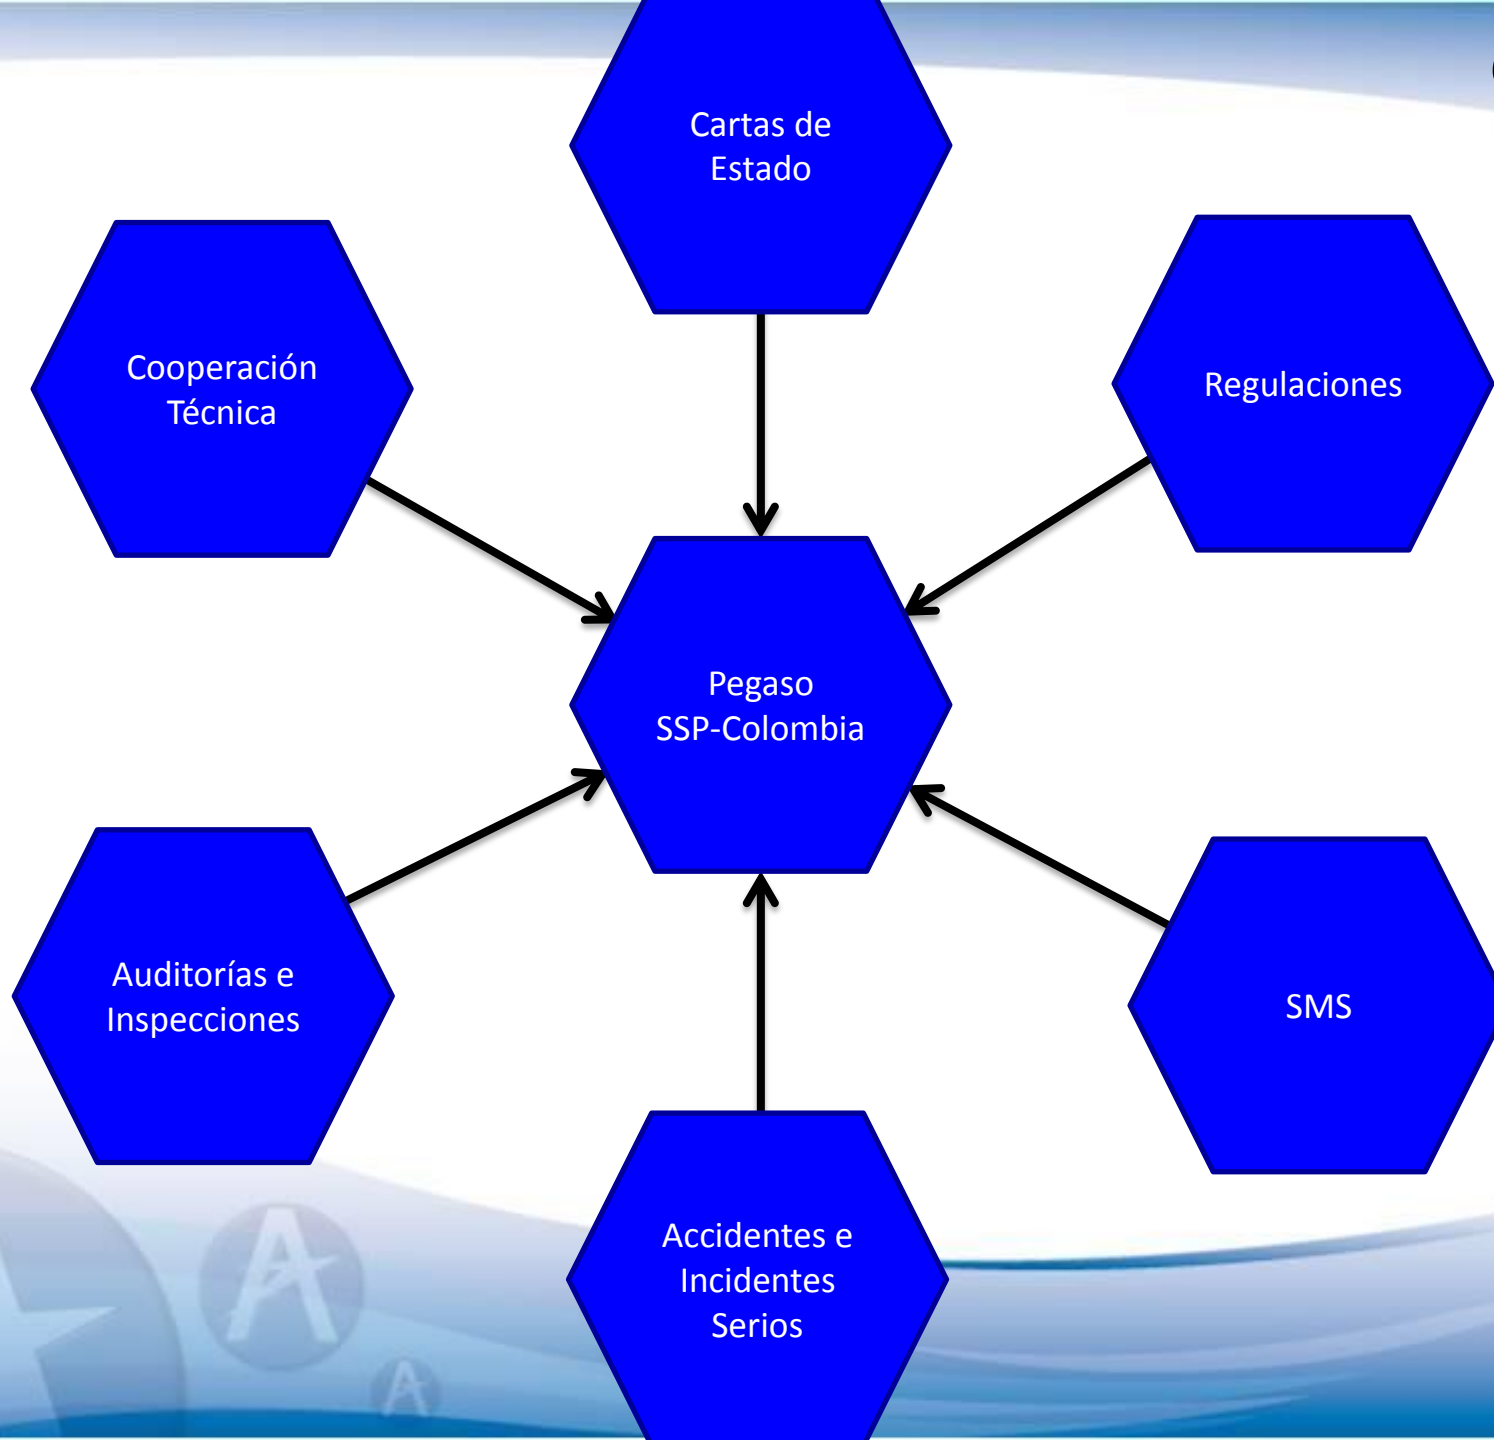 Cartas de
Estado
Cooperación
Técnica
Regulaciones
Pegaso
SSP-Colombia
Auditorías e
Inspecciones
SMS
Accidentes e
Incidentes
Serios